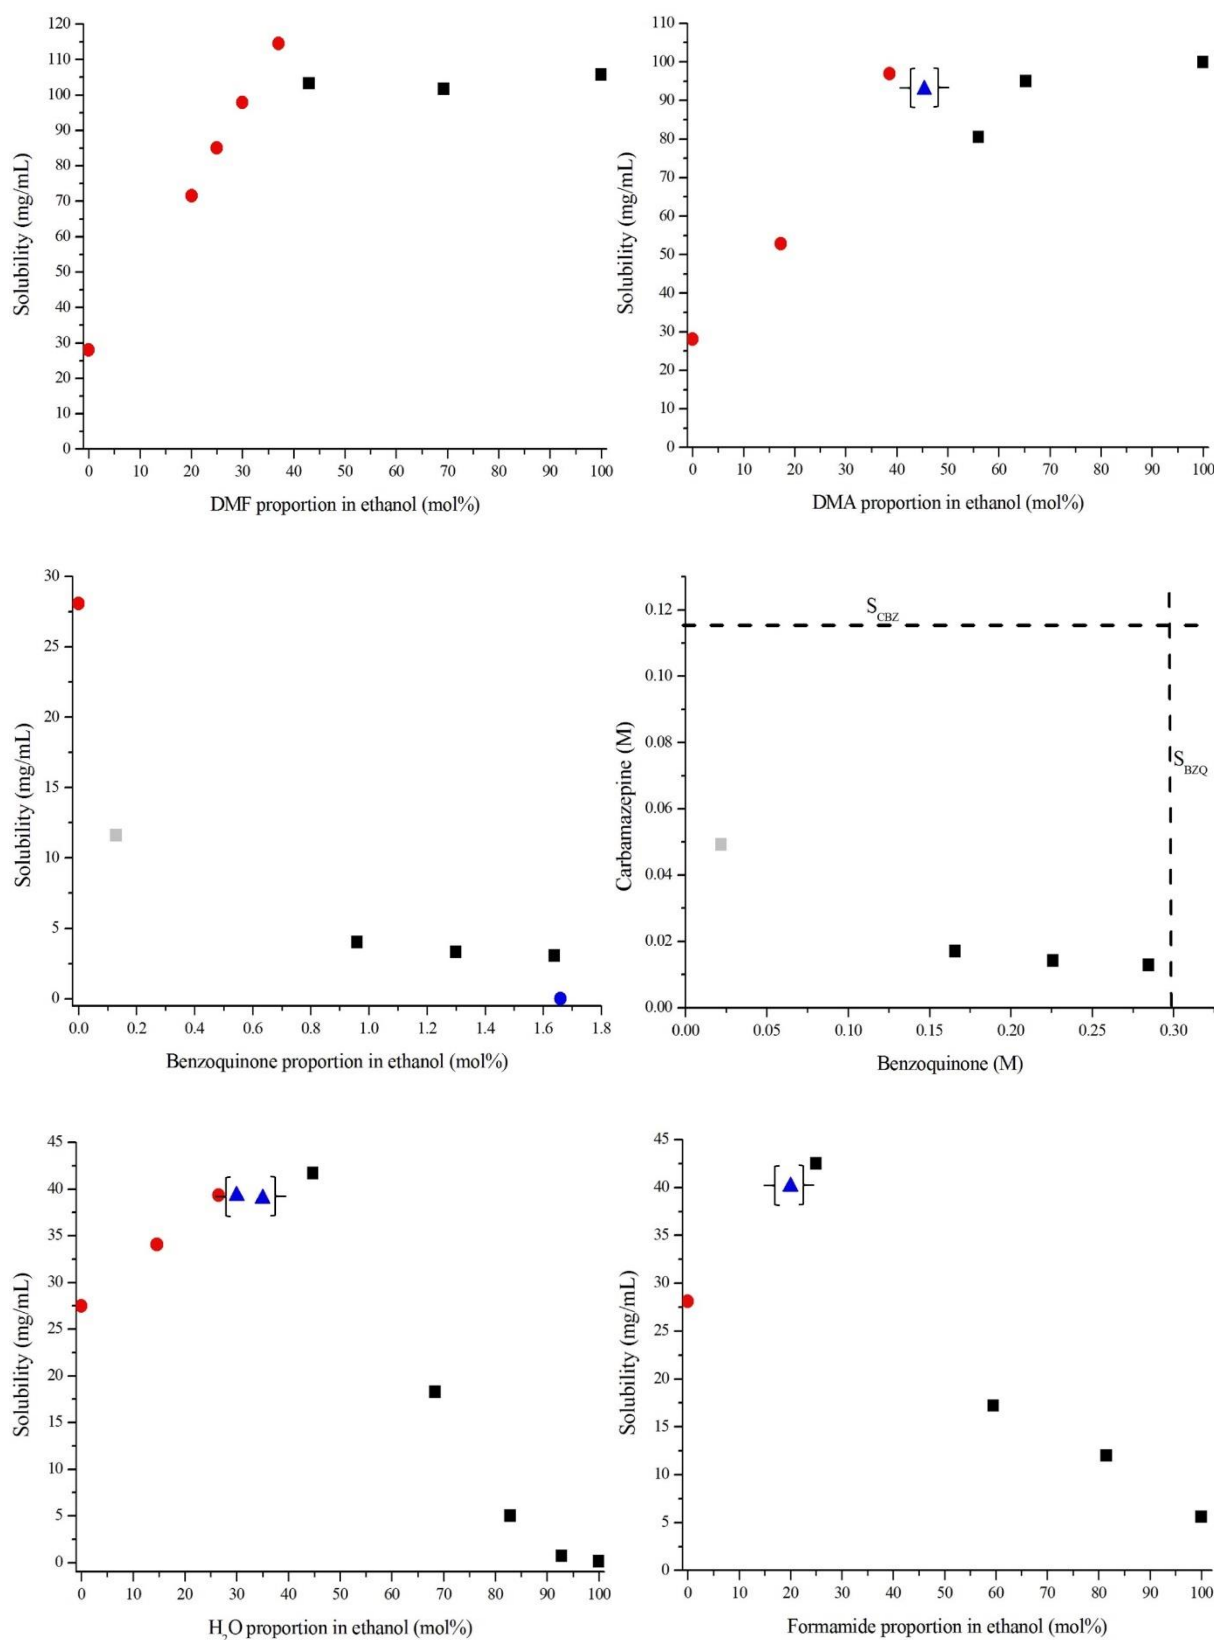 120
110
100
90
80
70
60
50
40
30
20
10
0
Solubility (mg/mL)
0 10 20 30 40 50 60 70 80 90 100
DMF proportion in ethanol (mol%)
110
100
90
80
70
60
50
40
30
20
10
0
Solubility (mg/mL)
0 10 20 30 40 50 60 70 80 90 100
DMA proportion in ethanol (mol%)
30
25
20
15
10
5
0
Solubility (mg/mL)
0.0 0.2 0.4 0.6 0.8 1.0 1.2 1.4 1.6 1.8
Benzoquinone proportion in ethanol (mol%)
0.12
0.10
0.08
0.06
0.04
0.02
0.00
Carbamazepine (M)
S_CBZ
S_BZQ
0.00 0.05 0.10 0.15 0.20 0.25 0.30
Benzoquinone (M)
45
40
35
30
25
20
15
10
5
0
Solubility (mg/mL)
0 10 20 30 40 50 60 70 80 90 100
H₂O proportion in ethanol (mol%)
45
40
35
30
25
20
15
10
5
0
Solubility (mg/mL)
0 10 20 30 40 50 60 70 80 90 100
Formamide proportion in ethanol (mol%)